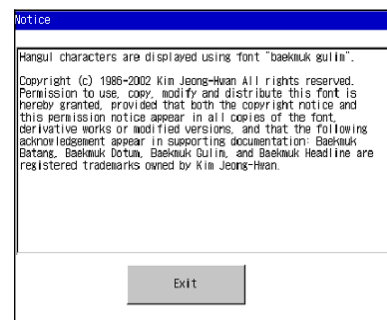 Notice
Hangul characters are displayed using font "baekmuk gulim".
Copyright (c) 1986-2002 Kim Jeong-Hwan All rights reserved.
Permission to use, copy, modify and distribute this font is
hereby granted, provided that both the copyright notice and
this permission notice appear in all copies of the font,
derivative works or modified versions, and that the following
acknowledgement appear in supporting documentation: Baekmuk
Batang, Baekmuk Dotum, Baekmuk Gulim, and Baekmuk Headline are
registered trademarks owned by Kim Jeong-Hwan.
Exit